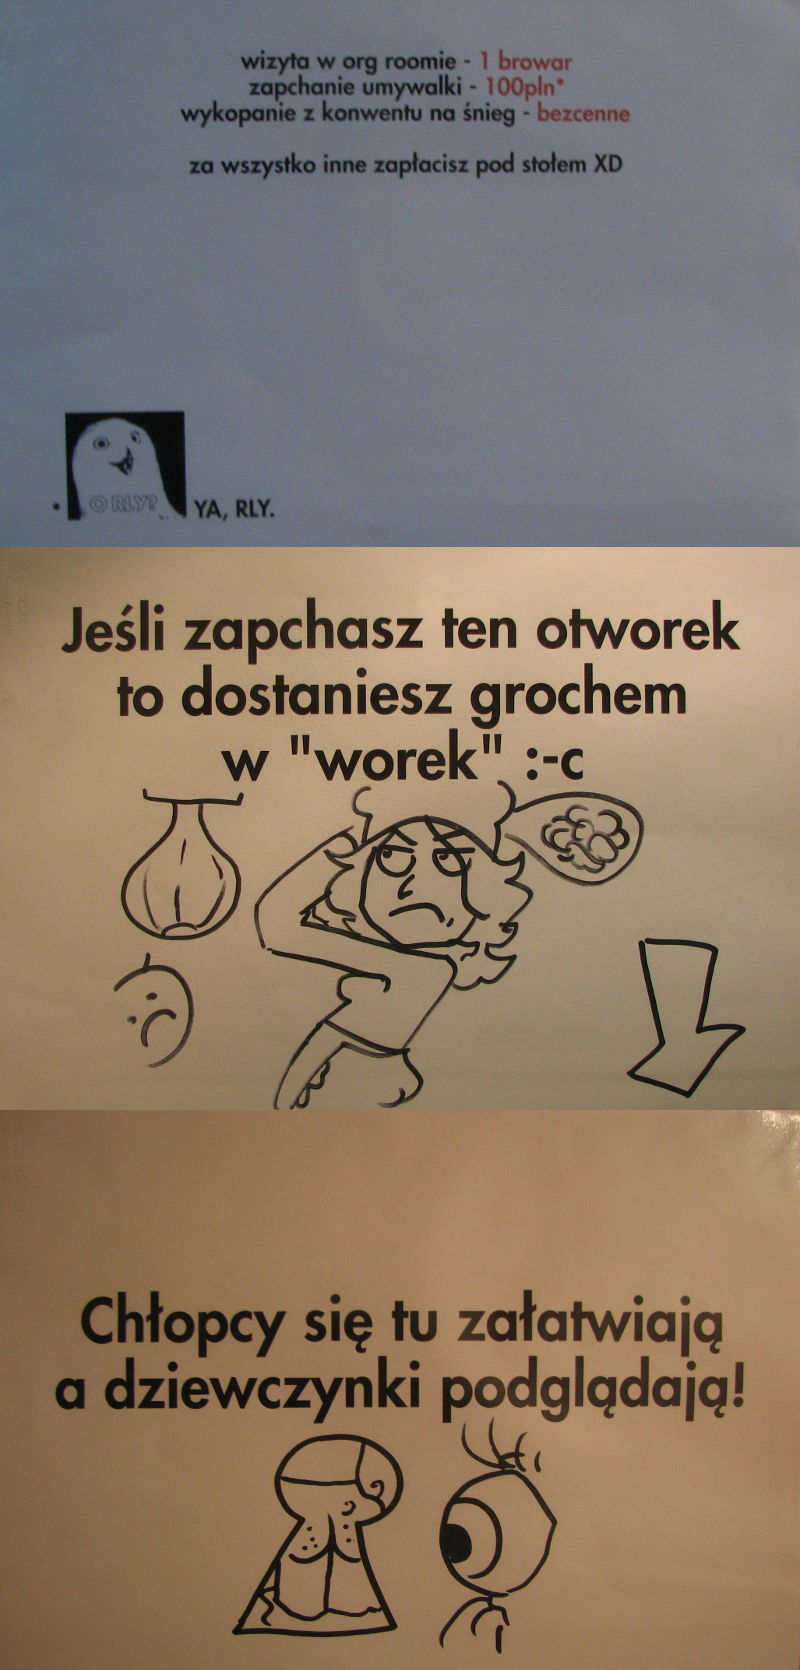 wizyta w org roomie - 1 browar
zapchanie umywalki - 100pln*
wykopanie z konwentu na śnieg - bezcenne
za wszystko inne zapłacisz pod stołem XD
O RLY?
* YA, RLY.
Jeśli zapchasz ten otworek
to dostaniesz grochem
w "worek" :-c
Chłopcy się tu załatwiają
a dziewczynki podglądają!